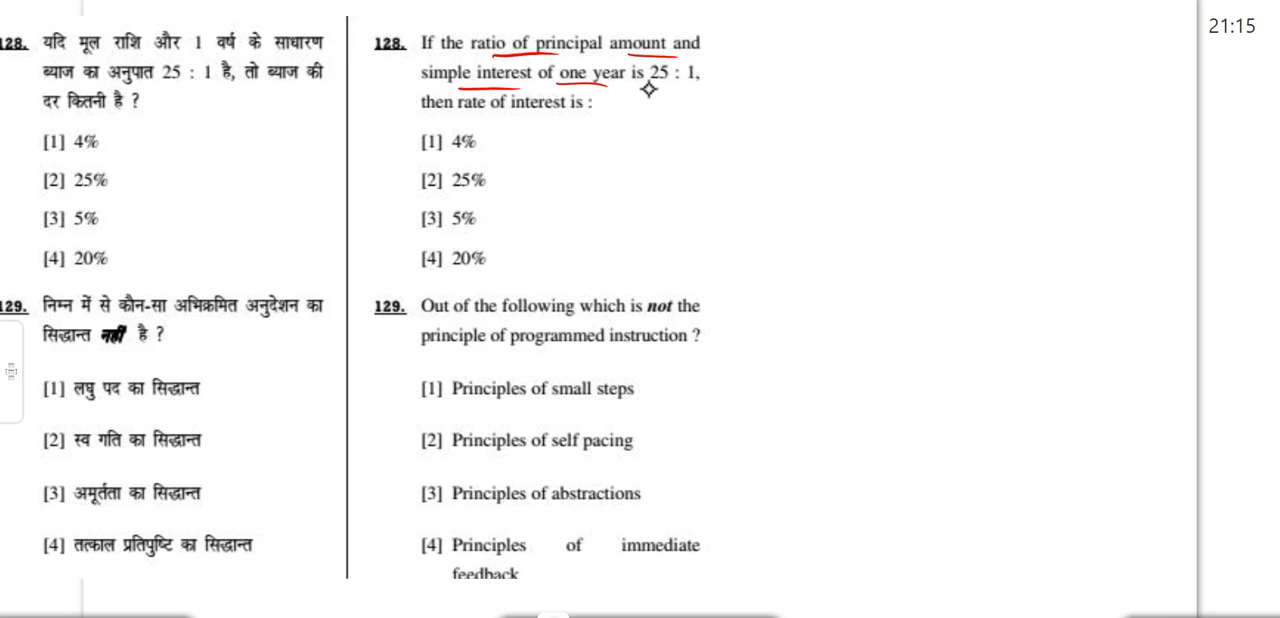 128. यदि मूल राशि और 1 वर्ष के साधारण
ब्याज का अनुपात 25 : 1 है, तो ब्याज की
दर कितनी है ?
[1] 4%
[2] 25%
[3] 5%
[4] 20%
129. निम्न में से कौन-सा अभिक्रमित अनुदेशन का
सिद्धान्त नहीं है ?
[1] लघु पद का सिद्धान्त
[2] स्व गति का सिद्धान्त
[3] अमूर्तता का सिद्धान्त
[4] तत्काल प्रतिपुष्टि का सिद्धान्त
128. If the ratio of principal amount and
simple interest of one year is 25 : 1,
then rate of interest is :
[1] 4%
[2] 25%
[3] 5%
[4] 20%
129. Out of the following which is not the
principle of programmed instruction ?
[1] Principles of small steps
[2] Principles of self pacing
[3] Principles of abstractions
[4] Principles of immediate
feedback
21:15